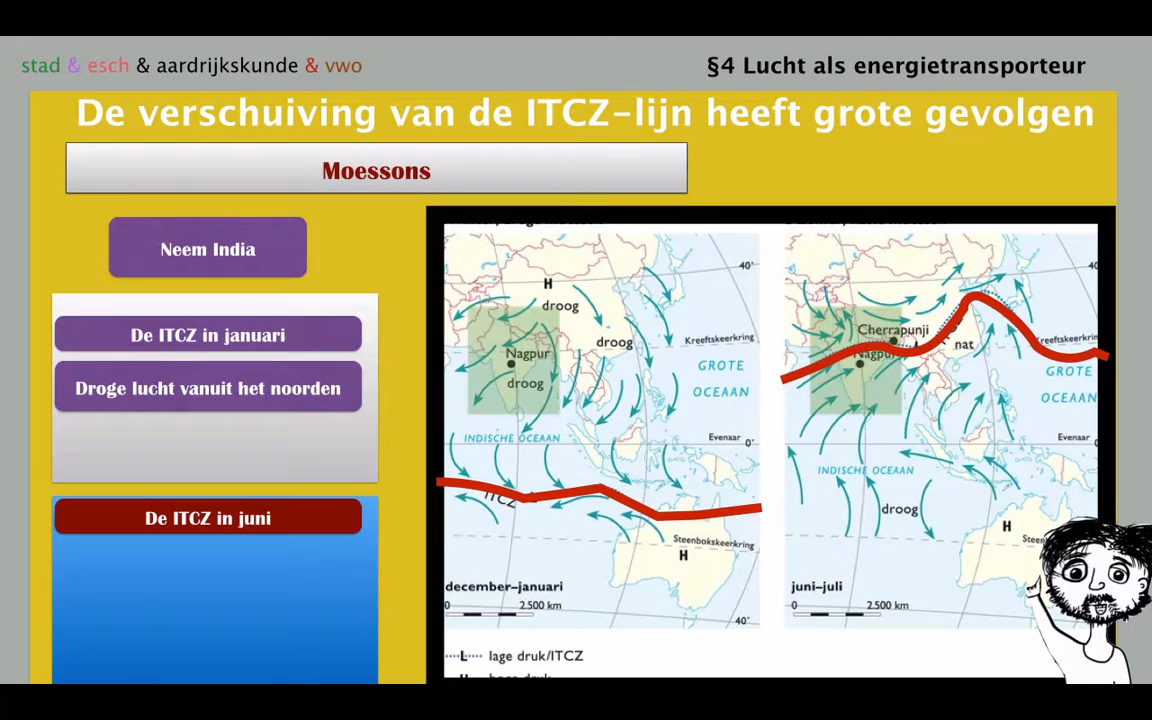 stad & esch & aardrijkskunde & vwo
§4 Lucht als energietransporteur
De verschuiving van de ITCZ-lijn heeft grote gevolgen
Moessons
Neem India
De ITCZ in januari
Droge lucht vanuit het noorden
De ITCZ in juni
H
droog
droog
Nagpur
droog
40°
Kreeftskeerkring
GROTE
OCEAAN
INDISCHE OCEAAN
Evenaar
0°
ITCZ
Steenbokskeerkring
H
december–januari
0
2.500 km
40°
40
Cherrapunji
Nagpur
nat
Kreeftskeerkring
GROTE
OCEAAN
Evenaar
0
INDISCHE OCEAAN
droog
H
Steen
juni–juli
0
2.500 km
L
lage druk/ITCZ